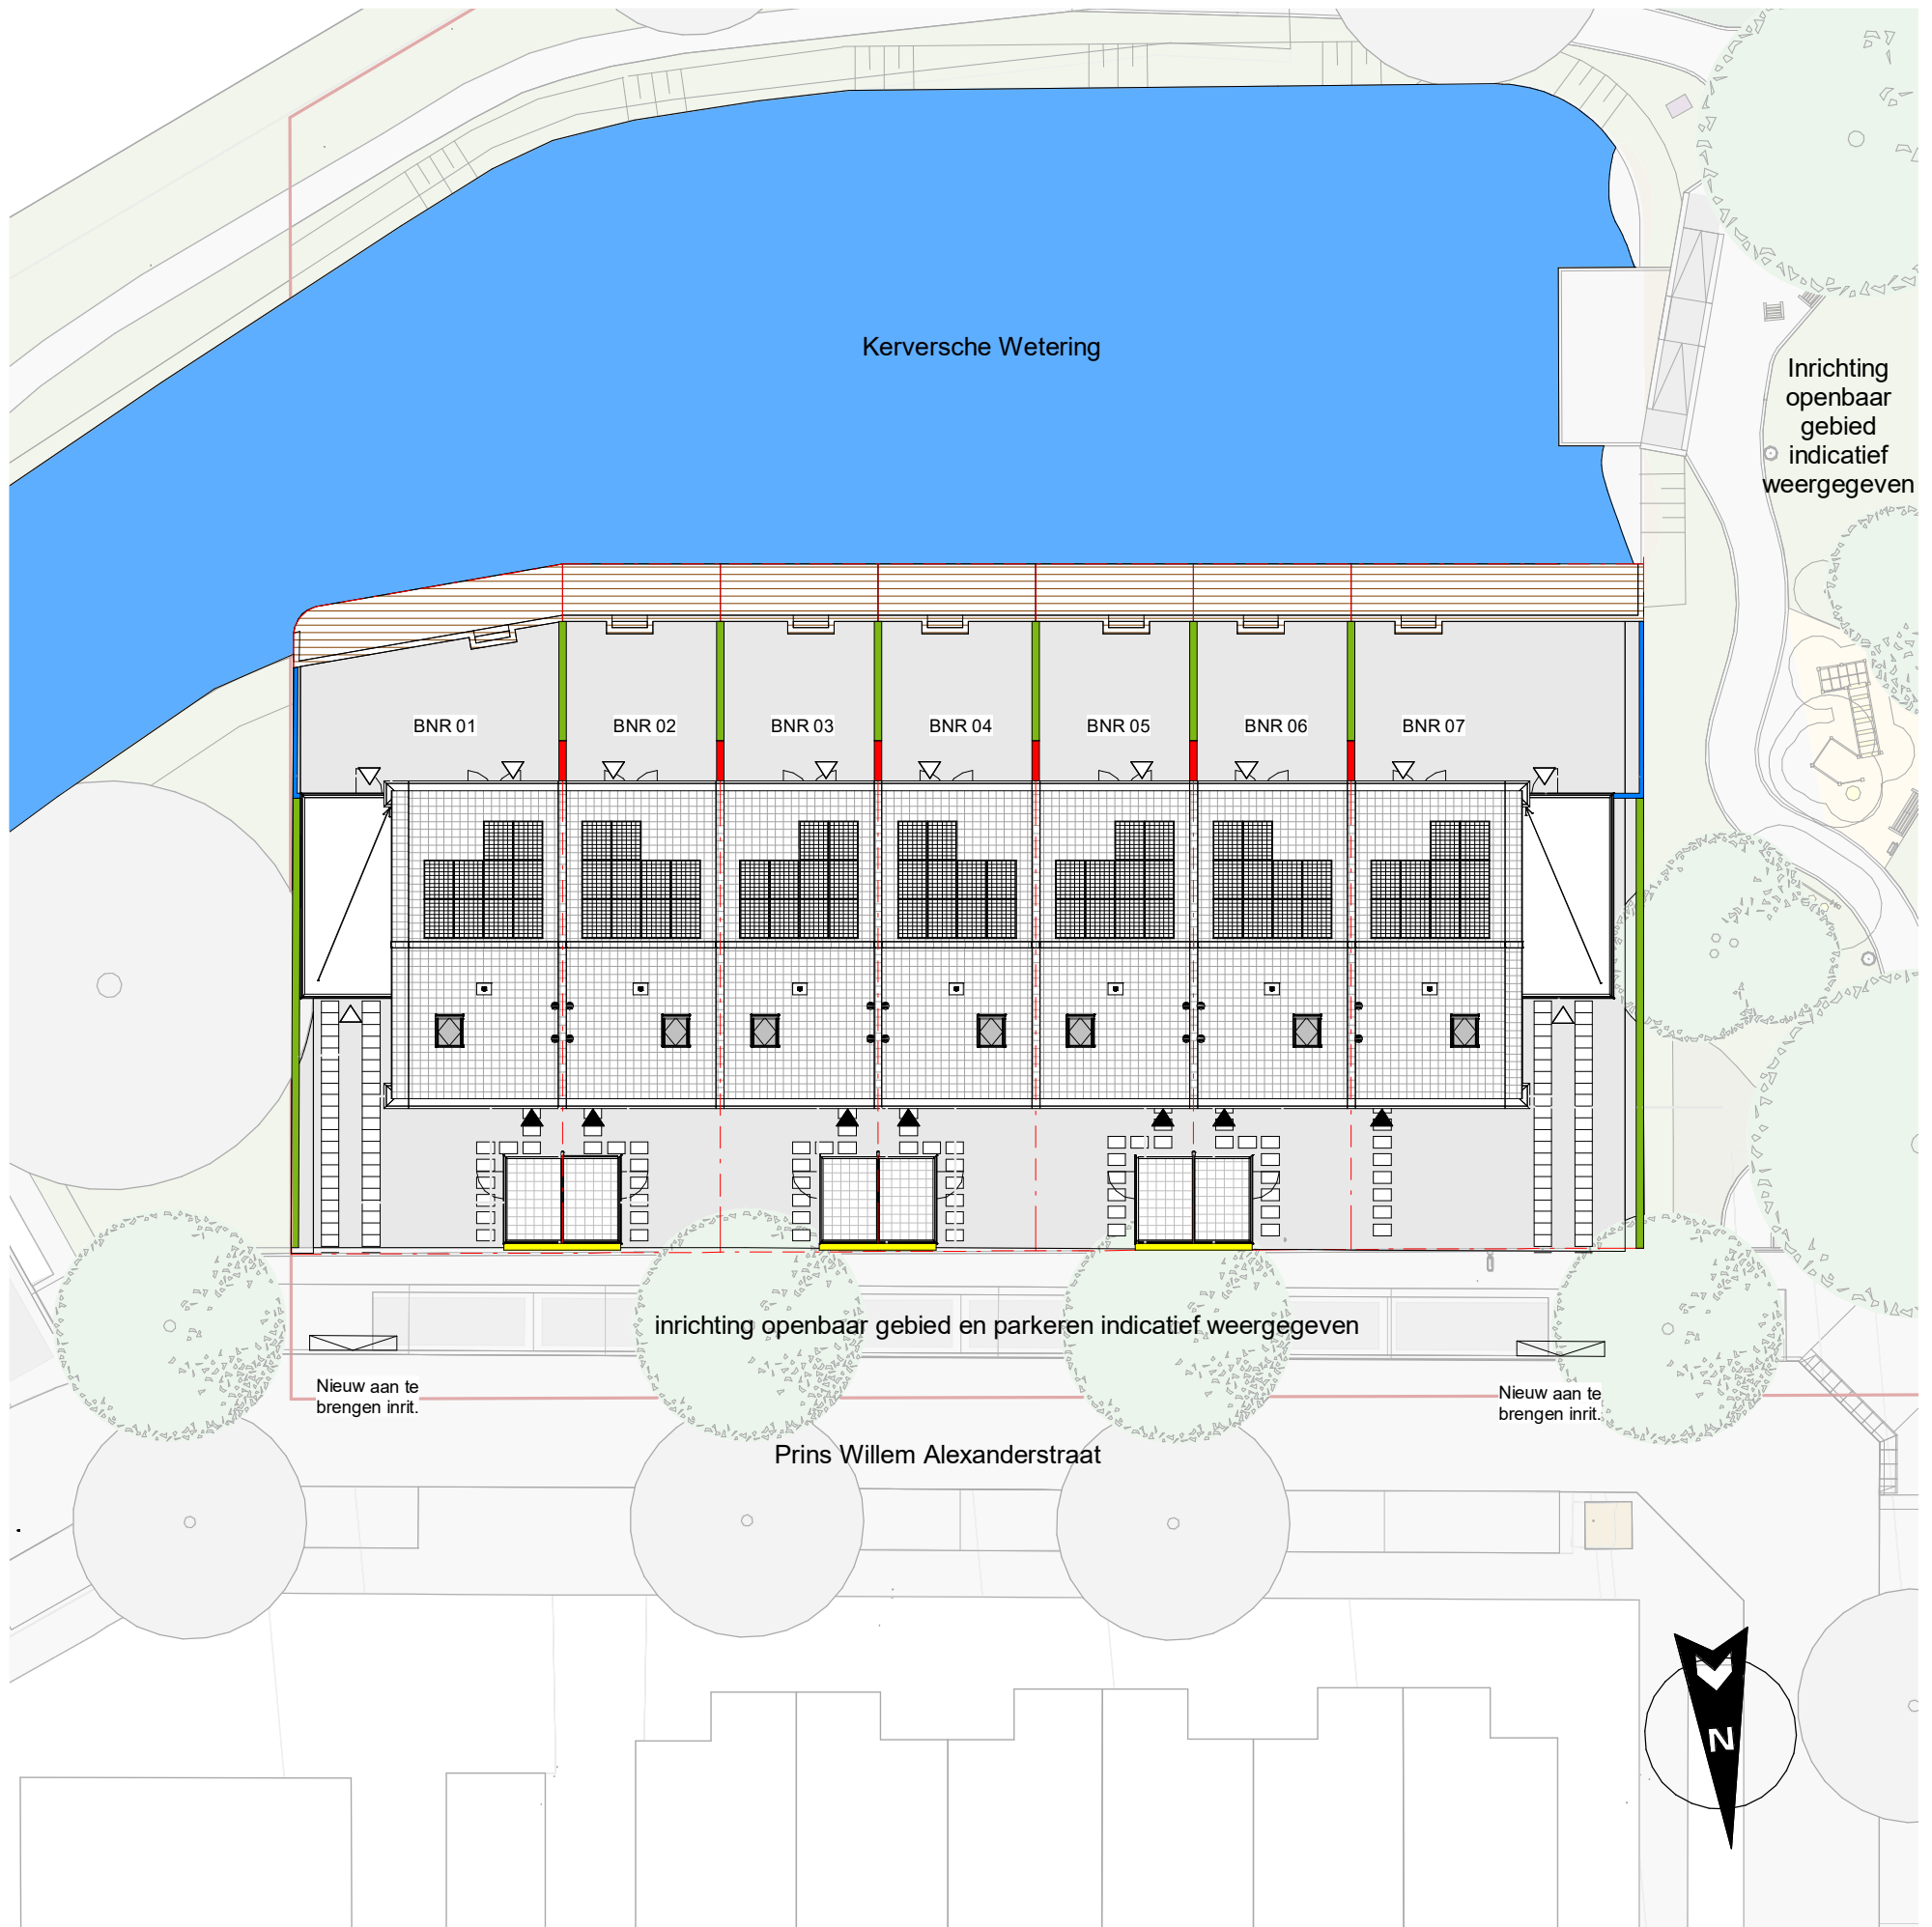 Kerversche Wetering
Inrichting
openbaar
gebied
indicatief
weergegeven
BNR 01
BNR 02
BNR 03
BNR 04
BNR 05
BNR 06
BNR 07
inrichting openbaar gebied en parkeren indicatief weergegeven
Nieuw aan te
brengen inrit.
Nieuw aan te
brengen inrit.
Prins Willem Alexanderstraat
N